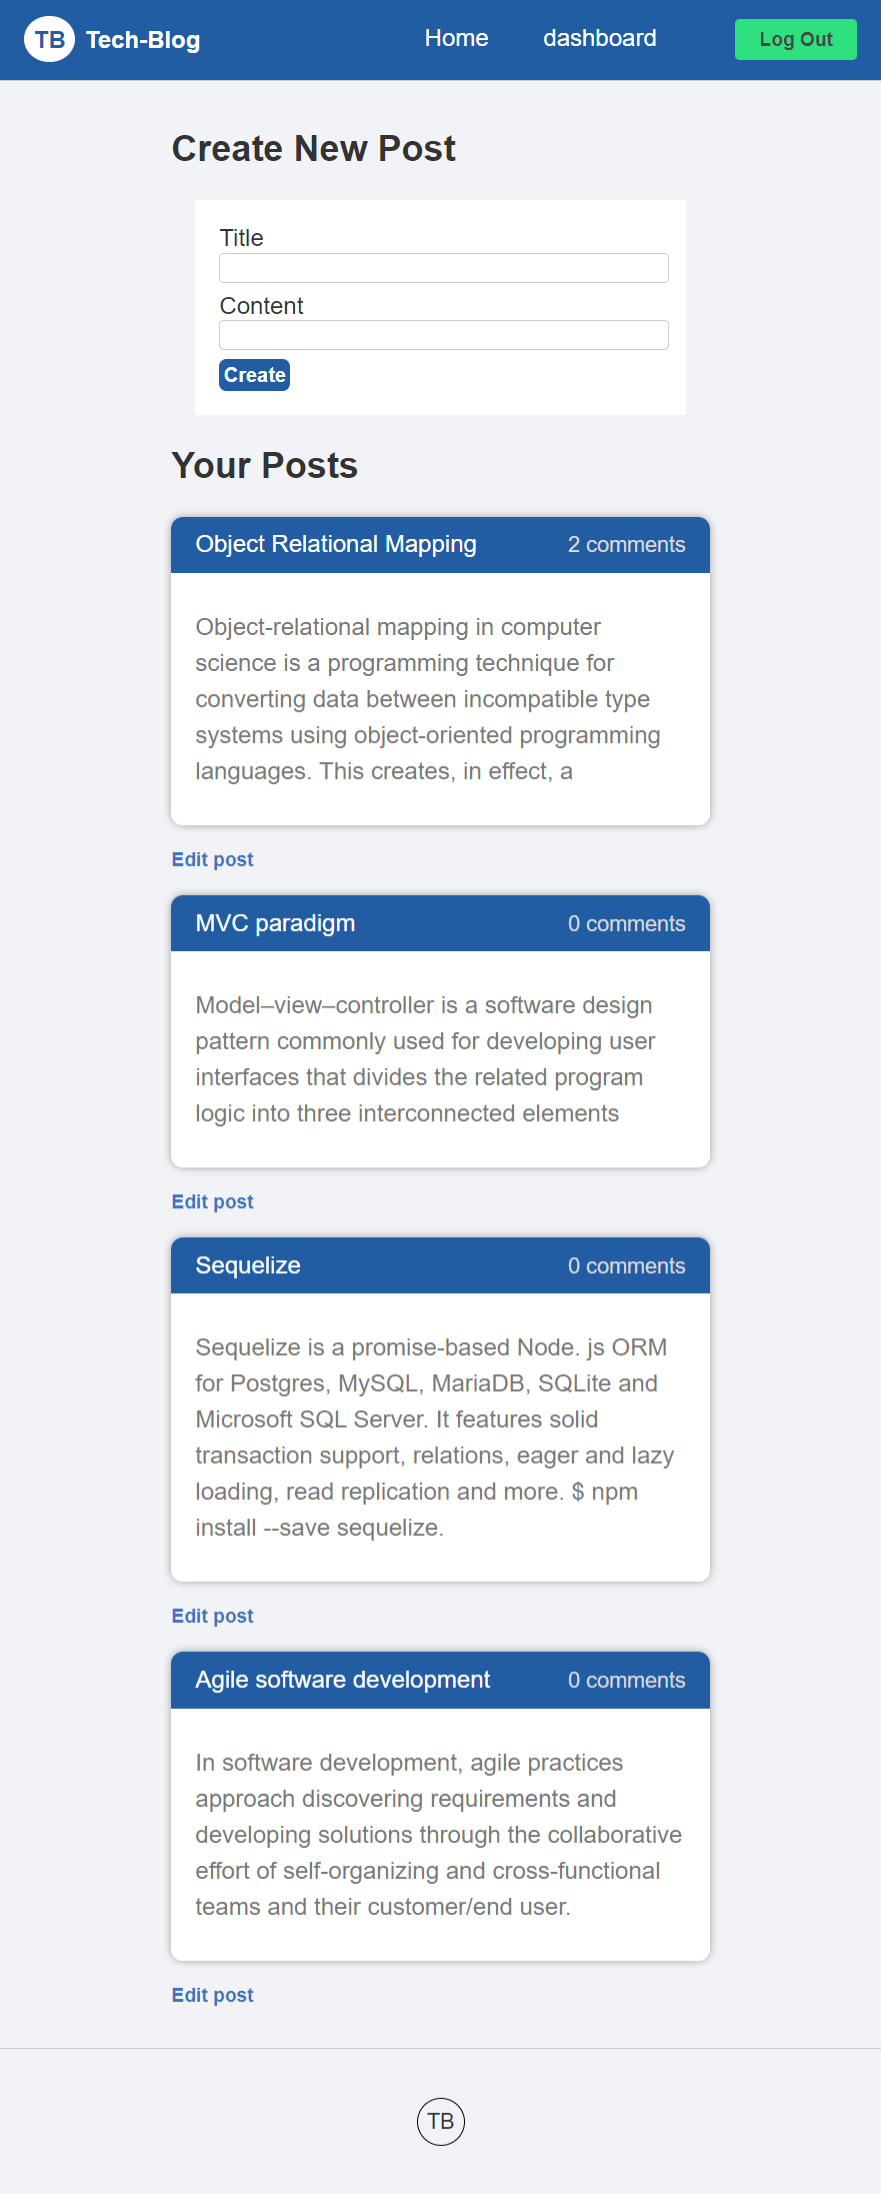 TB Tech-Blog Home dashboard Log Out
Create New Post
Title
Content
Create
Your Posts
Object Relational Mapping 2 comments
Object-relational mapping in computer
science is a programming technique for
converting data between incompatible type
systems using object-oriented programming
languages. This creates, in effect, a
Edit post
MVC paradigm 0 comments
Model–view–controller is a software design
pattern commonly used for developing user
interfaces that divides the related program
logic into three interconnected elements
Edit post
Sequelize 0 comments
Sequelize is a promise-based Node. js ORM
for Postgres, MySQL, MariaDB, SQLite and
Microsoft SQL Server. It features solid
transaction support, relations, eager and lazy
loading, read replication and more. $ npm
install --save sequelize.
Edit post
Agile software development 0 comments
In software development, agile practices
approach discovering requirements and
developing solutions through the collaborative
effort of self-organizing and cross-functional
teams and their customer/end user.
Edit post
TB